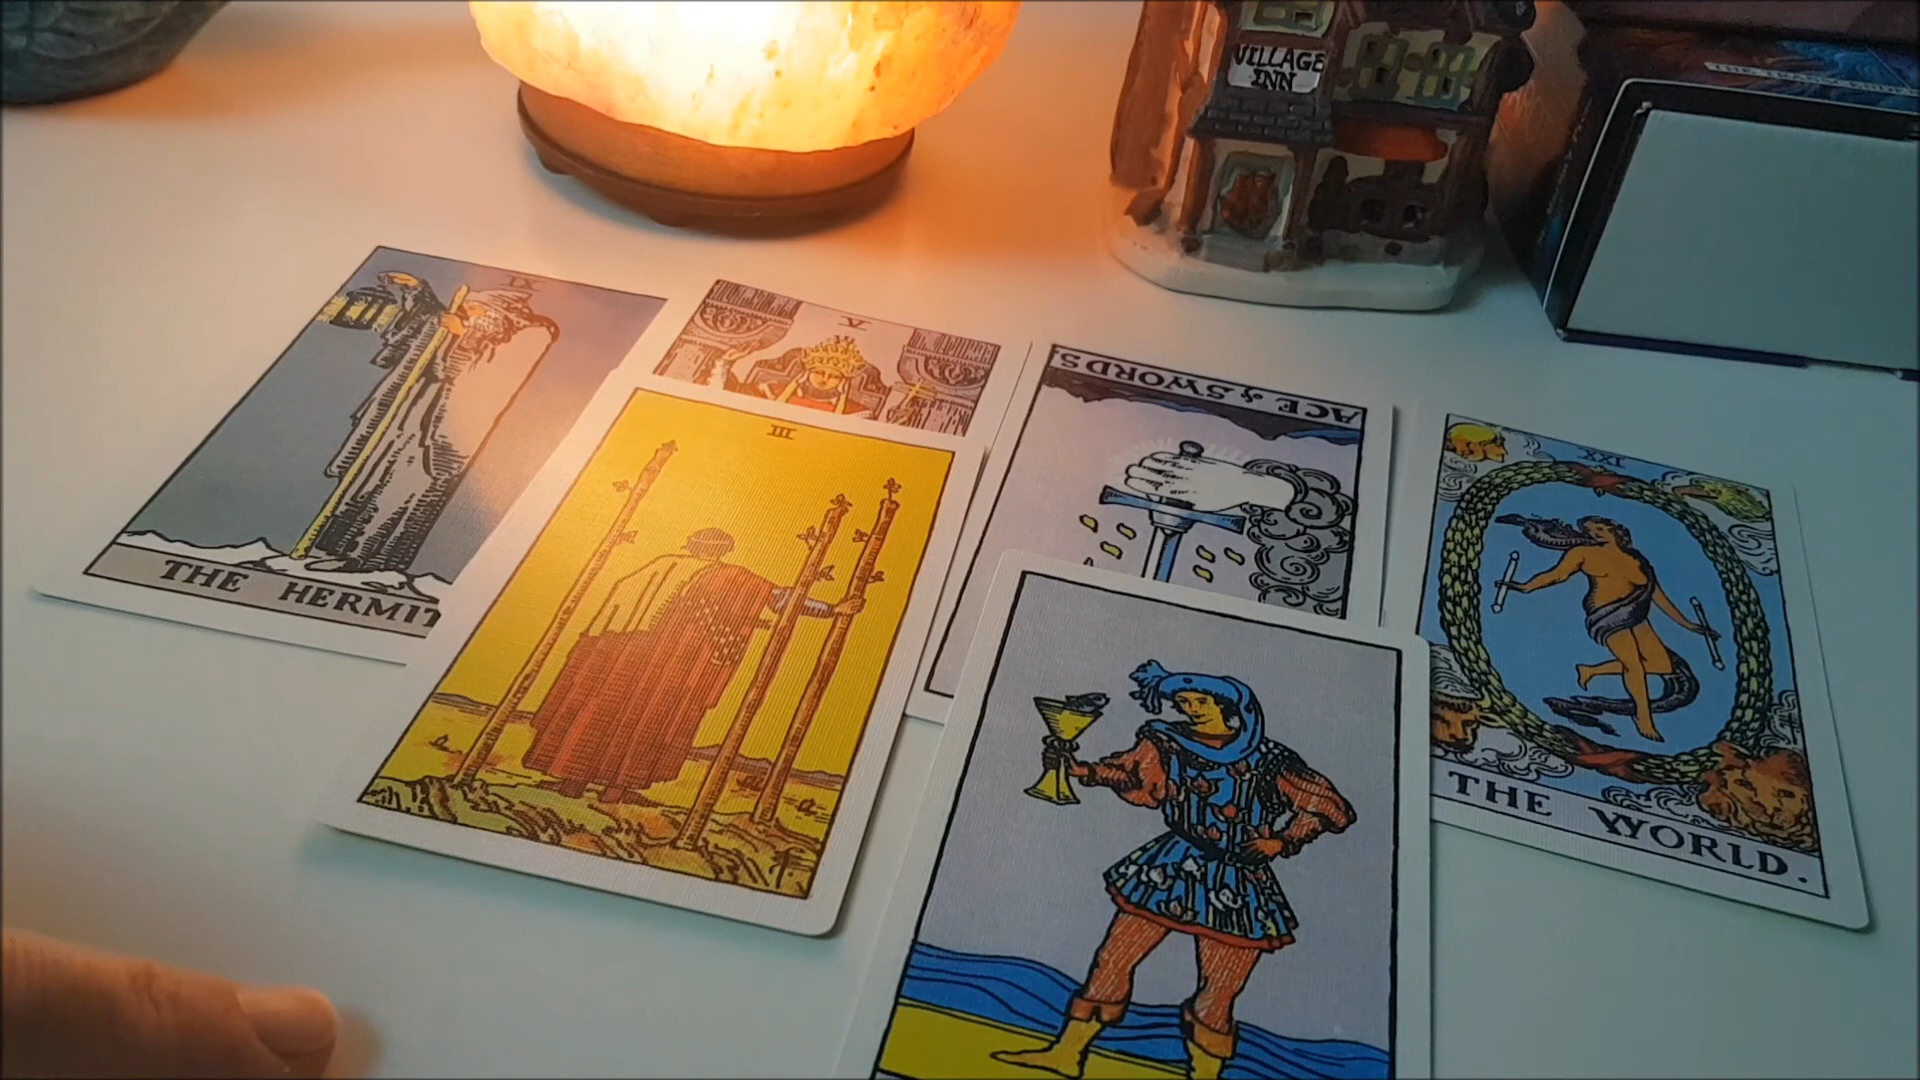 VILLAGE
INN
IX
V
III
ACE of SWORDS.
XXI
THE HERMIT
THE WORLD.